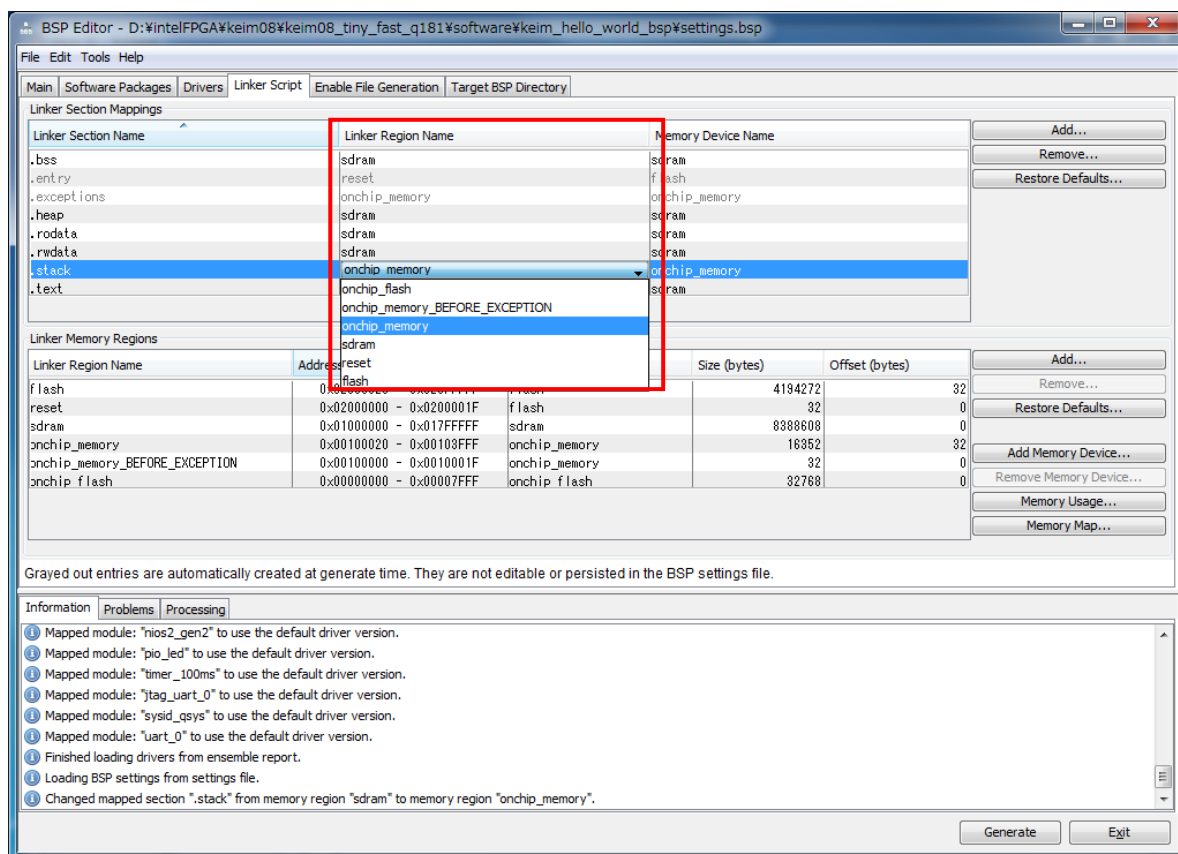 BSP Editor - D:¥intelFPGA¥keim08¥keim08_tiny_fast_q181¥software¥keim_hello_world_bsp¥settings.bsp
File Edit Tools Help
Main Software Packages Drivers Linker Script Enable File Generation Target BSP Directory
Linker Section Mappings
Linker Section Name Linker Region Name Memory Device Name Add...
.bss sdram sdram Remove...
.entry reset flash Restore Defaults...
.exceptions onchip_memory onchip_memory
.heap sdram sdram
.rodata sdram sdram
.rwdata sdram sdram
.stack onchip_memory onchip_memory
.text sdram
onchip_flash
onchip_memory_BEFORE_EXCEPTION
onchip_memory
sdram
reset
flash
Linker Memory Regions
Linker Region Name Address Size (bytes) Offset (bytes) Add...
flash 4194272 32 Remove...
reset 0x02000000 - 0x0200001F flash 32 0 Restore Defaults...
sdram 0x01000000 - 0x017FFFFF sdram 8388608 0
onchip_memory 0x00100020 - 0x00103FFF onchip_memory 16352 32 Add Memory Device...
onchip_memory_BEFORE_EXCEPTION 0x00100000 - 0x0010001F onchip_memory 32 0 Remove Memory Device...
onchip_flash 0x00000000 - 0x00007FFF onchip_flash 32768 0 Memory Usage...
Memory Map...
Grayed out entries are automatically created at generate time. They are not editable or persisted in the BSP settings file.
Information Problems Processing
Mapped module: "nios2_gen2" to use the default driver version.
Mapped module: "pio_led" to use the default driver version.
Mapped module: "timer_100ms" to use the default driver version.
Mapped module: "jtag_uart_0" to use the default driver version.
Mapped module: "sysid_qsys" to use the default driver version.
Mapped module: "uart_0" to use the default driver version.
Finished loading drivers from ensemble report.
Loading BSP settings from settings file.
Changed mapped section ".stack" from memory region "sdram" to memory region "onchip_memory".
Generate Exit